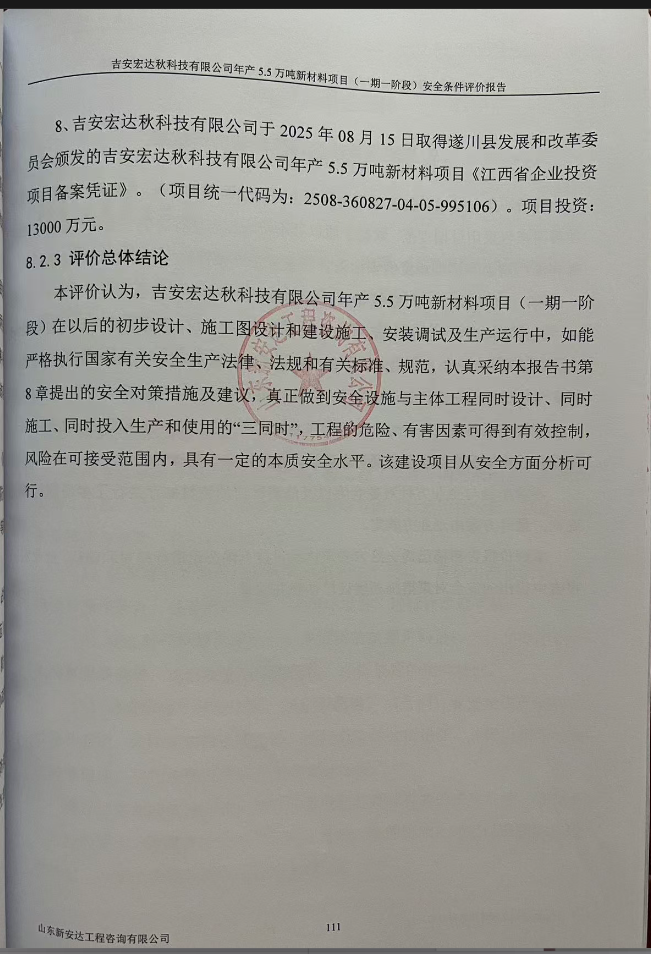 吉安宏达秋科技有限公司年产 5.5 万吨新材料项目（一期一阶段）安全条件评价报告
8、吉安宏达秋科技有限公司于 2025 年 08 月 15 日取得遂川县发展和改革委
员会颁发的吉安宏达秋科技有限公司年产 5.5 万吨新材料项目《江西省企业投资
项目备案凭证》。（项目统一代码为：2508-360827-04-05-995106）。项目投资：
13000 万元。
8.2.3 评价总体结论
本评价认为，吉安宏达秋科技有限公司年产 5.5 万吨新材料项目（一期一阶
段）在以后的初步设计、施工图设计和建设施工、安装调试及生产运行中，如能
严格执行国家有关安全生产法律、法规和有关标准、规范，认真采纳本报告书第
8 章提出的安全对策措施及建议，真正做到安全设施与主体工程同时设计、同时
施工、同时投入生产和使用的“三同时”，工程的危险、有害因素可得到有效控制，
风险在可接受范围内，具有一定的本质安全水平。该建设项目从安全方面分析可
行。
山东新安达工程咨询有限公司
111